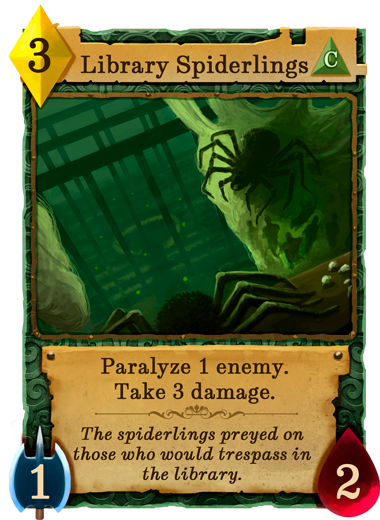 3
Library Spiderlings
C
Paralyze 1 enemy.
Take 3 damage.
The spiderlings preyed on
those who would trespass in
the library.
1
2